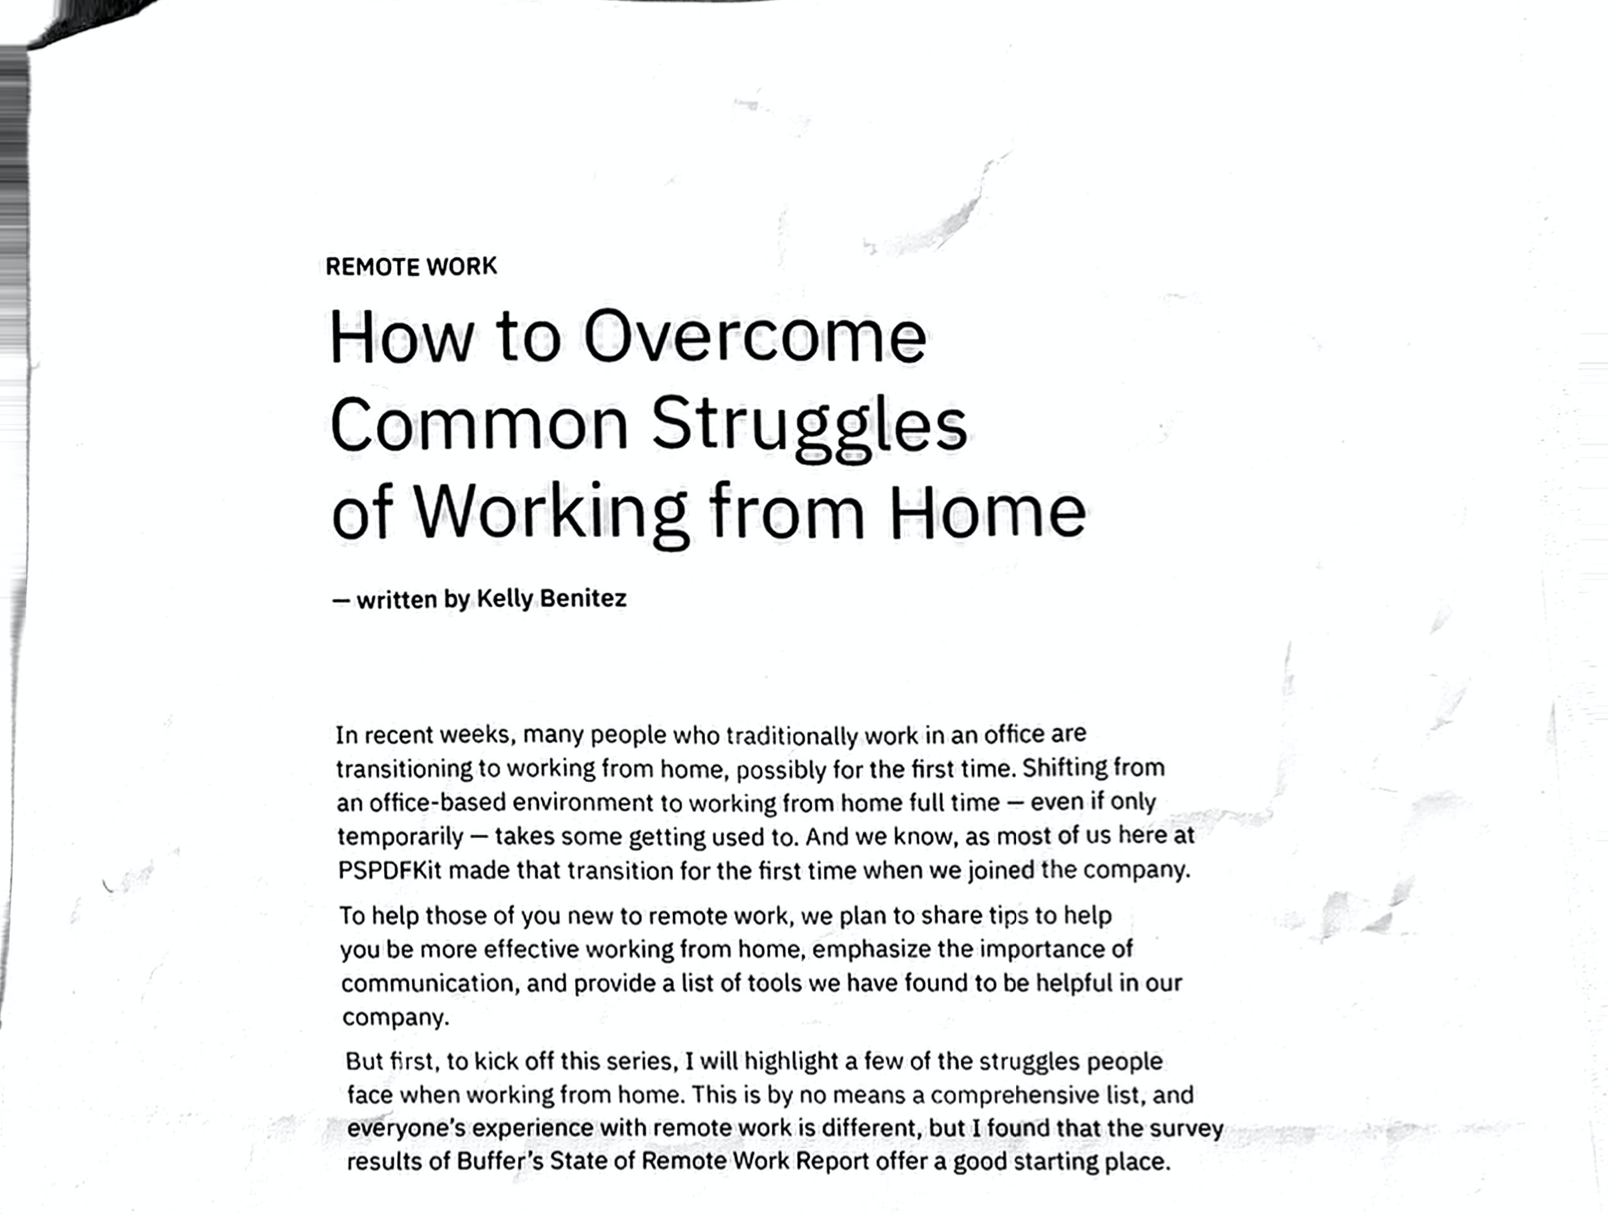 REMOTE WORK
How to Overcome
Common Struggles
of Working from Home
— written by Kelly Benitez
In recent weeks, many people who traditionally work in an office are
transitioning to working from home, possibly for the first time. Shifting from
an office-based environment to working from home full time — even if only
temporarily — takes some getting used to. And we know, as most of us here at
PSPDFKit made that transition for the first time when we joined the company.
To help those of you new to remote work, we plan to share tips to help
you be more effective working from home, emphasize the importance of
communication, and provide a list of tools we have found to be helpful in our
company.
But first, to kick off this series, I will highlight a few of the struggles people
face when working from home. This is by no means a comprehensive list, and
everyone's experience with remote work is different, but I found that the survey
results of Buffer's State of Remote Work Report offer a good starting place.